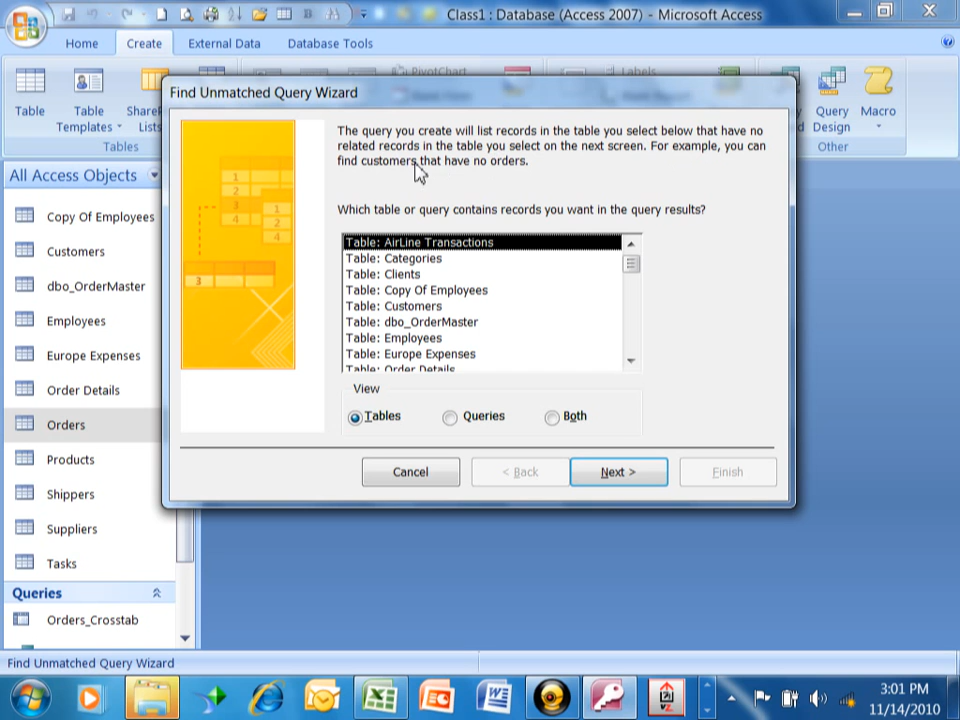 Class1 : Database (Access 2007) - Microsoft Access
Home Create External Data Database Tools
PivotChart
Labels
Table
Table Templates
Lists
Query Design
Macro
Tables
Other
Find Unmatched Query Wizard
The query you create will list records in the table you select below that have no
related records in the table you select on the next screen. For example, you can
find customers that have no orders.
Which table or query contains records you want in the query results?
Table: AirLine Transactions
Table: Categories
Table: Clients
Table: Copy Of Employees
Table: Customers
Table: dbo_OrderMaster
Table: Employees
Table: Europe Expenses
Table: Order Details
View
Tables Queries Both
Cancel < Back Next > Finish
All Access Objects
Copy Of Employees
Customers
dbo_OrderMaster
Employees
Europe Expenses
Order Details
Orders
Products
Shippers
Suppliers
Tasks
Queries
Orders_Crosstab
Find Unmatched Query Wizard
3:01 PM
11/14/2010